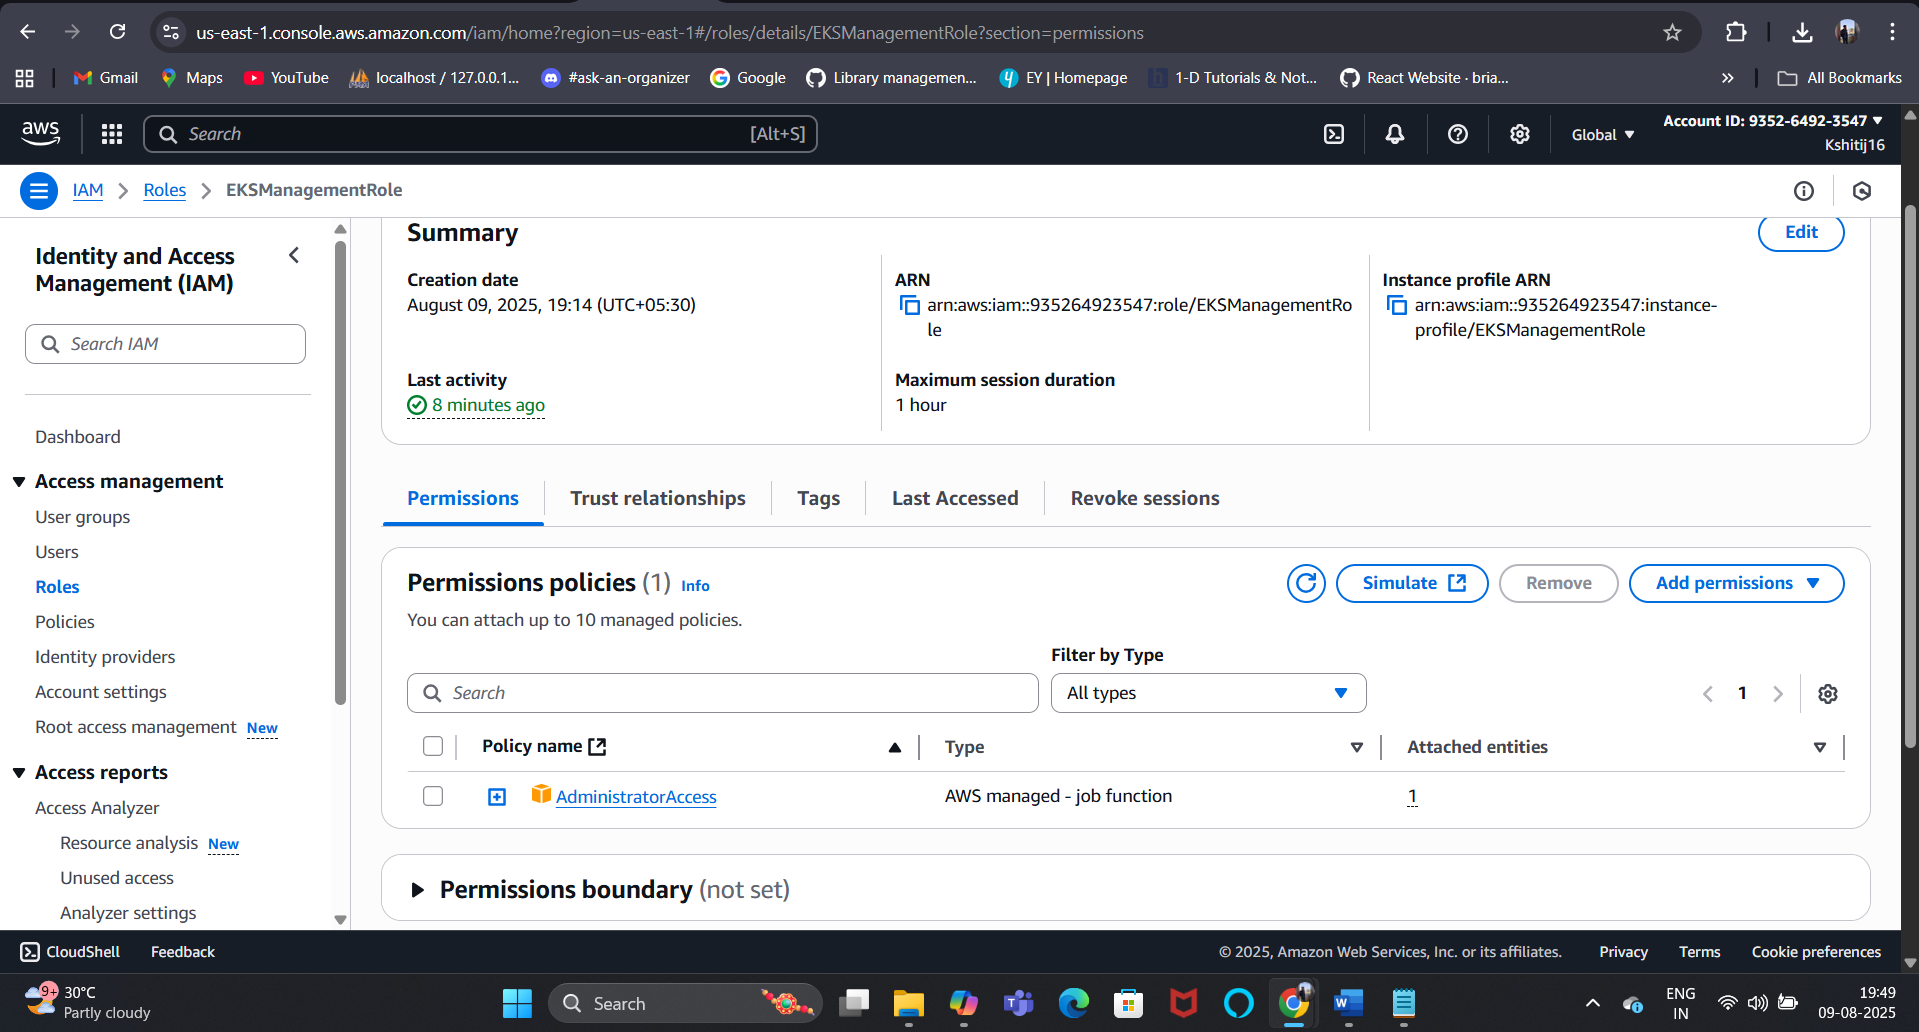 us-east-1.console.aws.amazon.com/iam/home?region=us-east-1#/roles/details/EKSManagementRole?section=permissions
Gmail
Maps
YouTube
localhost / 127.0.0.1...
#ask-an-organizer
Google
Library managemen...
EY | Homepage
1-D Tutorials & Not...
React Website · bria...
»
All Bookmarks
aws
Search
[Alt+S]
Global
Account ID: 9352-6492-3547
Kshitij16
IAM
Roles
EKSManagementRole
Identity and Access
Management (IAM)
Search IAM
Dashboard
Access management
User groups
Users
Roles
Policies
Identity providers
Account settings
Root access management New
Access reports
Access Analyzer
Resource analysis New
Unused access
Analyzer settings
Summary
Edit
Creation date
August 09, 2025, 19:14 (UTC+05:30)
ARN
arn:aws:iam::935264923547:role/EKSManagementRo
le
Instance profile ARN
arn:aws:iam::935264923547:instance-
profile/EKSManagementRole
Last activity
8 minutes ago
Maximum session duration
1 hour
Permissions
Trust relationships
Tags
Last Accessed
Revoke sessions
Permissions policies (1) Info
Simulate
Remove
Add permissions
You can attach up to 10 managed policies.
Filter by Type
Search
All types
1
Policy name
Type
Attached entities
AdministratorAccess
AWS managed - job function
1
Permissions boundary (not set)
CloudShell
Feedback
© 2025, Amazon Web Services, Inc. or its affiliates.
Privacy
Terms
Cookie preferences
9+
30°C
Partly cloudy
Search
ENG
IN
19:49
09-08-2025